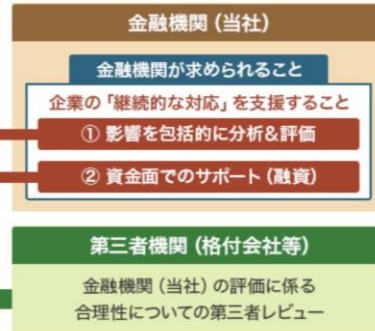 金融機関（当社）
金融機関が求められること
企業の「継続的な対応」を支援すること
① 影響を包括的に分析&評価
② 資金面でのサポート（融資）
第三者機関（格付会社等）
金融機関（当社）の評価に係る
合理性についての第三者レビュー